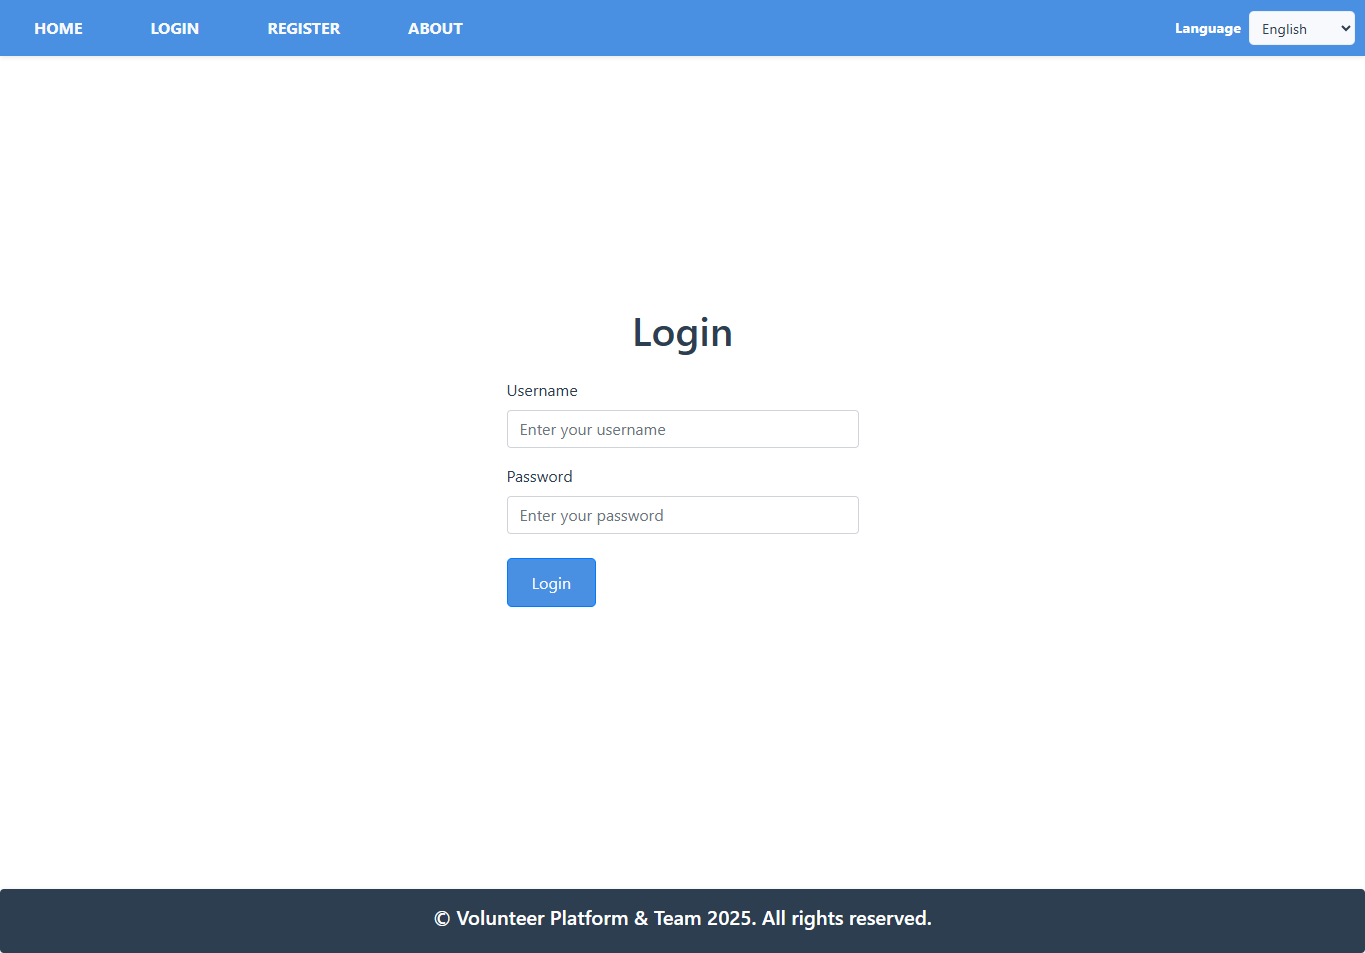 HOME LOGIN REGISTER ABOUT Language English
Login
Username
Enter your username
Password
Enter your password
Login
© Volunteer Platform & Team 2025. All rights reserved.